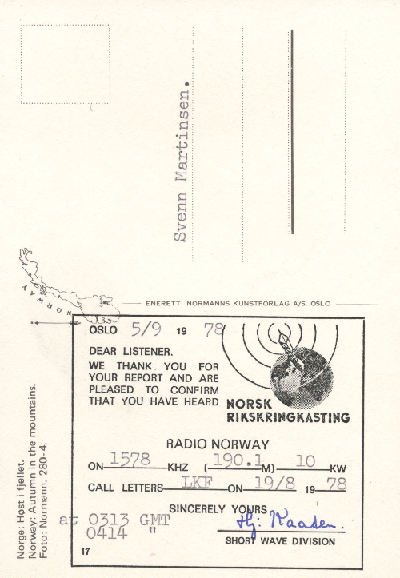 Svenn Martinsen.
NORWAY
ENERETT NORMANNS KUNSTFORLAG A/S. OSLO
Norge: Høst i fjellet.
Norway: Autumn in the mountains.
Foto: Normann, 280-4
OSLO 5/9 19 78
DEAR LISTENER.
WE THANK YOU FOR
YOUR REPORT AND ARE
PLEASED TO CONFIRM
THAT YOU HAVE HEARD
NORSK
RIKSKRINGKASTING
RADIO NORWAY
ON 1578 KHZ (190.1 M) 10 KW
CALL LETTERS LKF ON 19/8 19 78
SINCERELY YOURS
at 0313 GMT
0414 "
Hj: Kaaden.
SHORT WAVE DIVISION
17